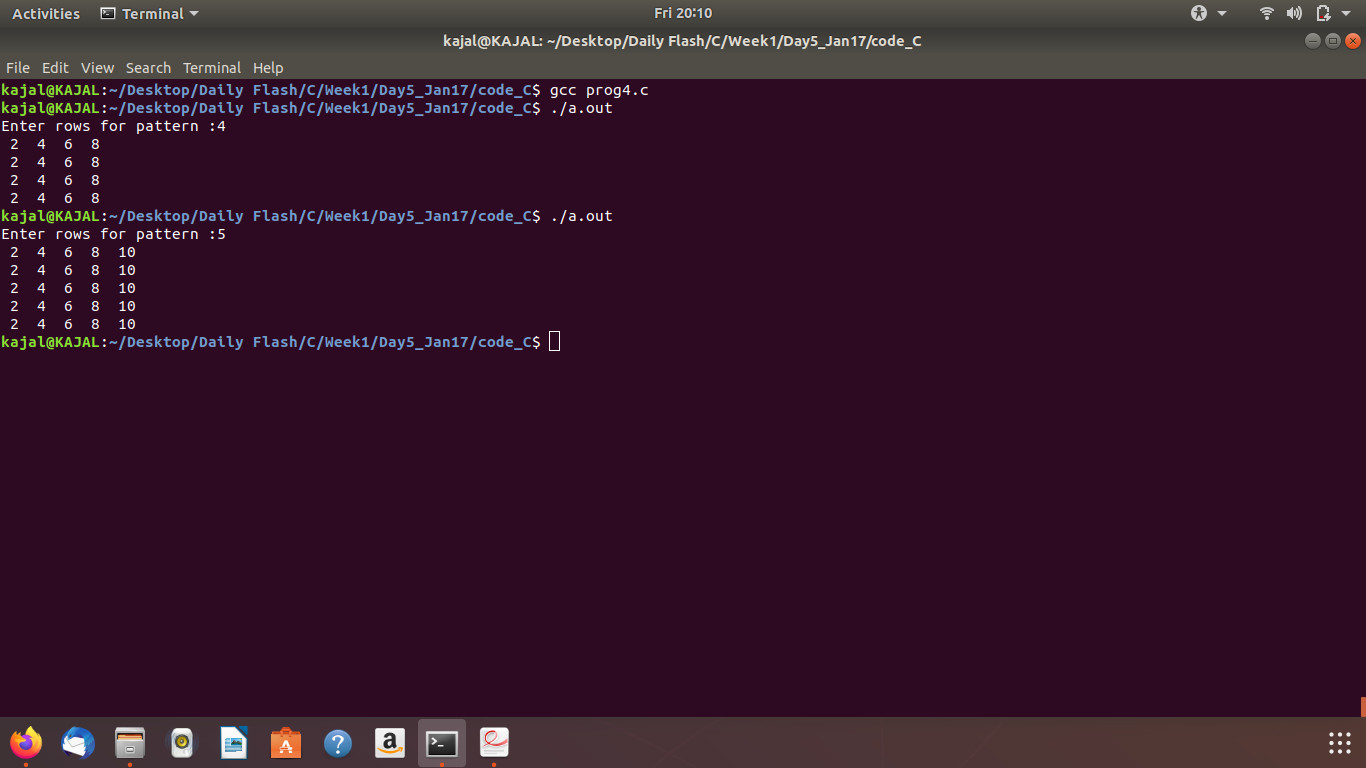 Activities Terminal Fri 20:10
kajal@KAJAL: ~/Desktop/Daily Flash/C/Week1/Day5_Jan17/code_C
File Edit View Search Terminal Help
kajal@KAJAL:~/Desktop/Daily Flash/C/Week1/Day5_Jan17/code_C$ gcc prog4.c
kajal@KAJAL:~/Desktop/Daily Flash/C/Week1/Day5_Jan17/code_C$ ./a.out
Enter rows for pattern :4
 2  4  6  8
 2  4  6  8
 2  4  6  8
 2  4  6  8
kajal@KAJAL:~/Desktop/Daily Flash/C/Week1/Day5_Jan17/code_C$ ./a.out
Enter rows for pattern :5
 2  4  6  8  10
 2  4  6  8  10
 2  4  6  8  10
 2  4  6  8  10
 2  4  6  8  10
kajal@KAJAL:~/Desktop/Daily Flash/C/Week1/Day5_Jan17/code_C$